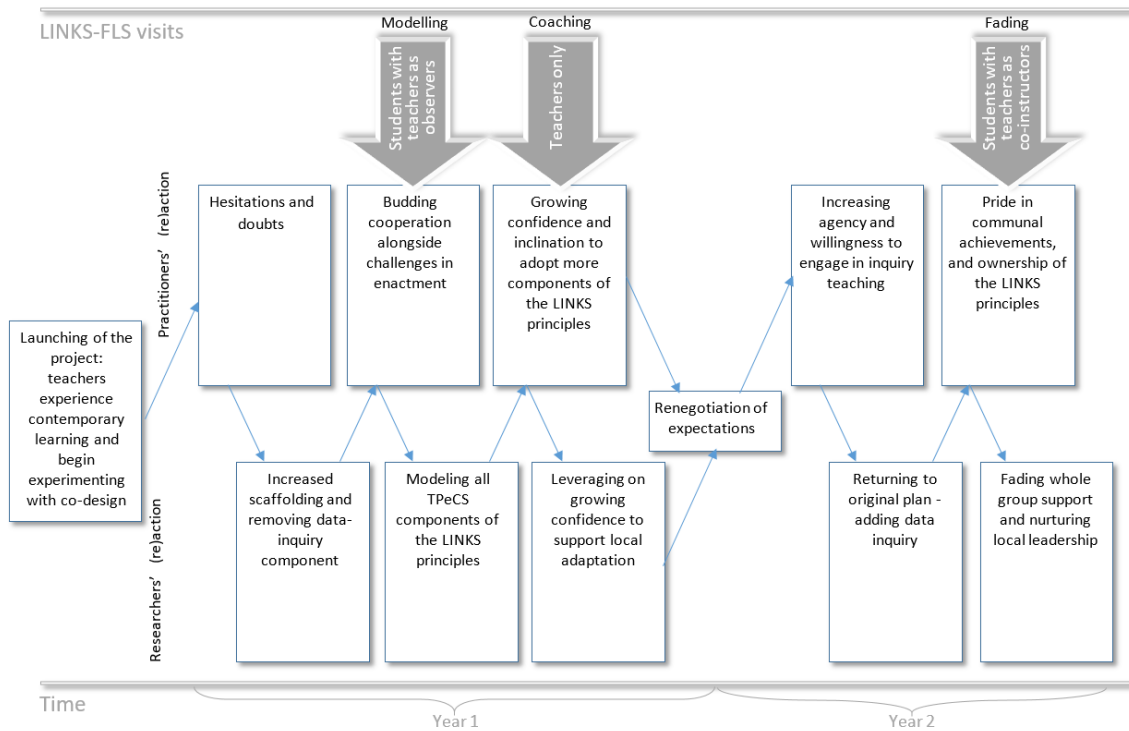 LINKS-FLS visits
Modelling
Coaching
Fading
Students with
teachers as
observers
Teachers only
Students with
teachers as
co-instructors
Practitioners' (re)action
Hesitations and
doubts
Budding
cooperation
alongside
challenges in
enactment
Growing
confidence and
inclination to
adopt more
components of
the LINKS
principles
Increasing
agency and
willingness to
engage in inquiry
teaching
Pride in
communal
achievements,
and ownership of
the LINKS
principles
Launching of the
project:
teachers
experience
contemporary
learning and
begin
experimenting
with co-design
Renegotiation of
expectations
Researchers' (re)action
Increased
scaffolding and
removing data-
inquiry
component
Modeling all
TPeCS
components of
the LINKS
principles
Leveraging on
growing
confidence to
support local
adaptation
Returning to
original plan -
adding data
inquiry
Fading whole
group support
and nurturing
local leadership
Time
Year 1
Year 2